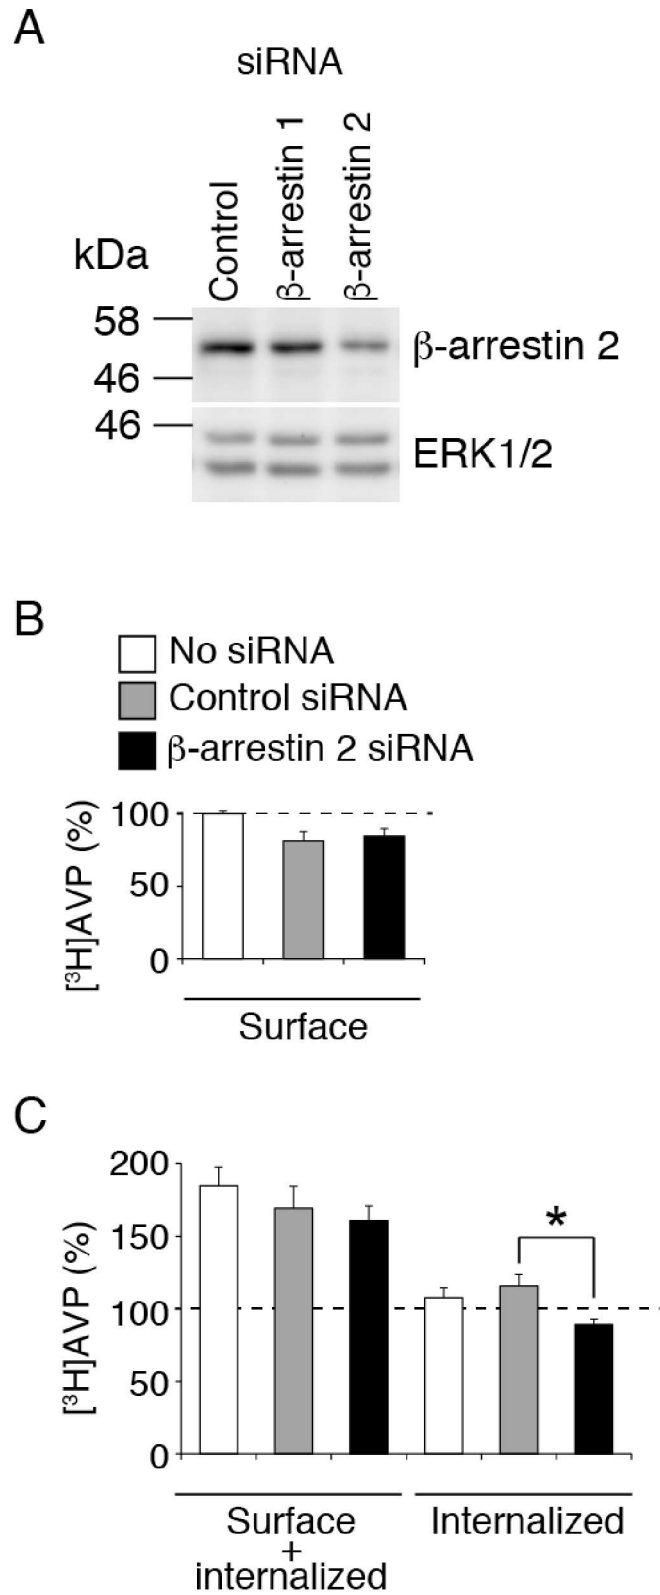 A
siRNA
Control
β-arrestin 1
β-arrestin 2
kDa
58
46
β-arrestin 2
46
ERK1/2
B
No siRNA
Control siRNA
β-arrestin 2 siRNA
[³H]AVP (%)
100
50
0
Surface
C
[³H]AVP (%)
200
150
100
50
0
*
Surface
+
internalized
Internalized